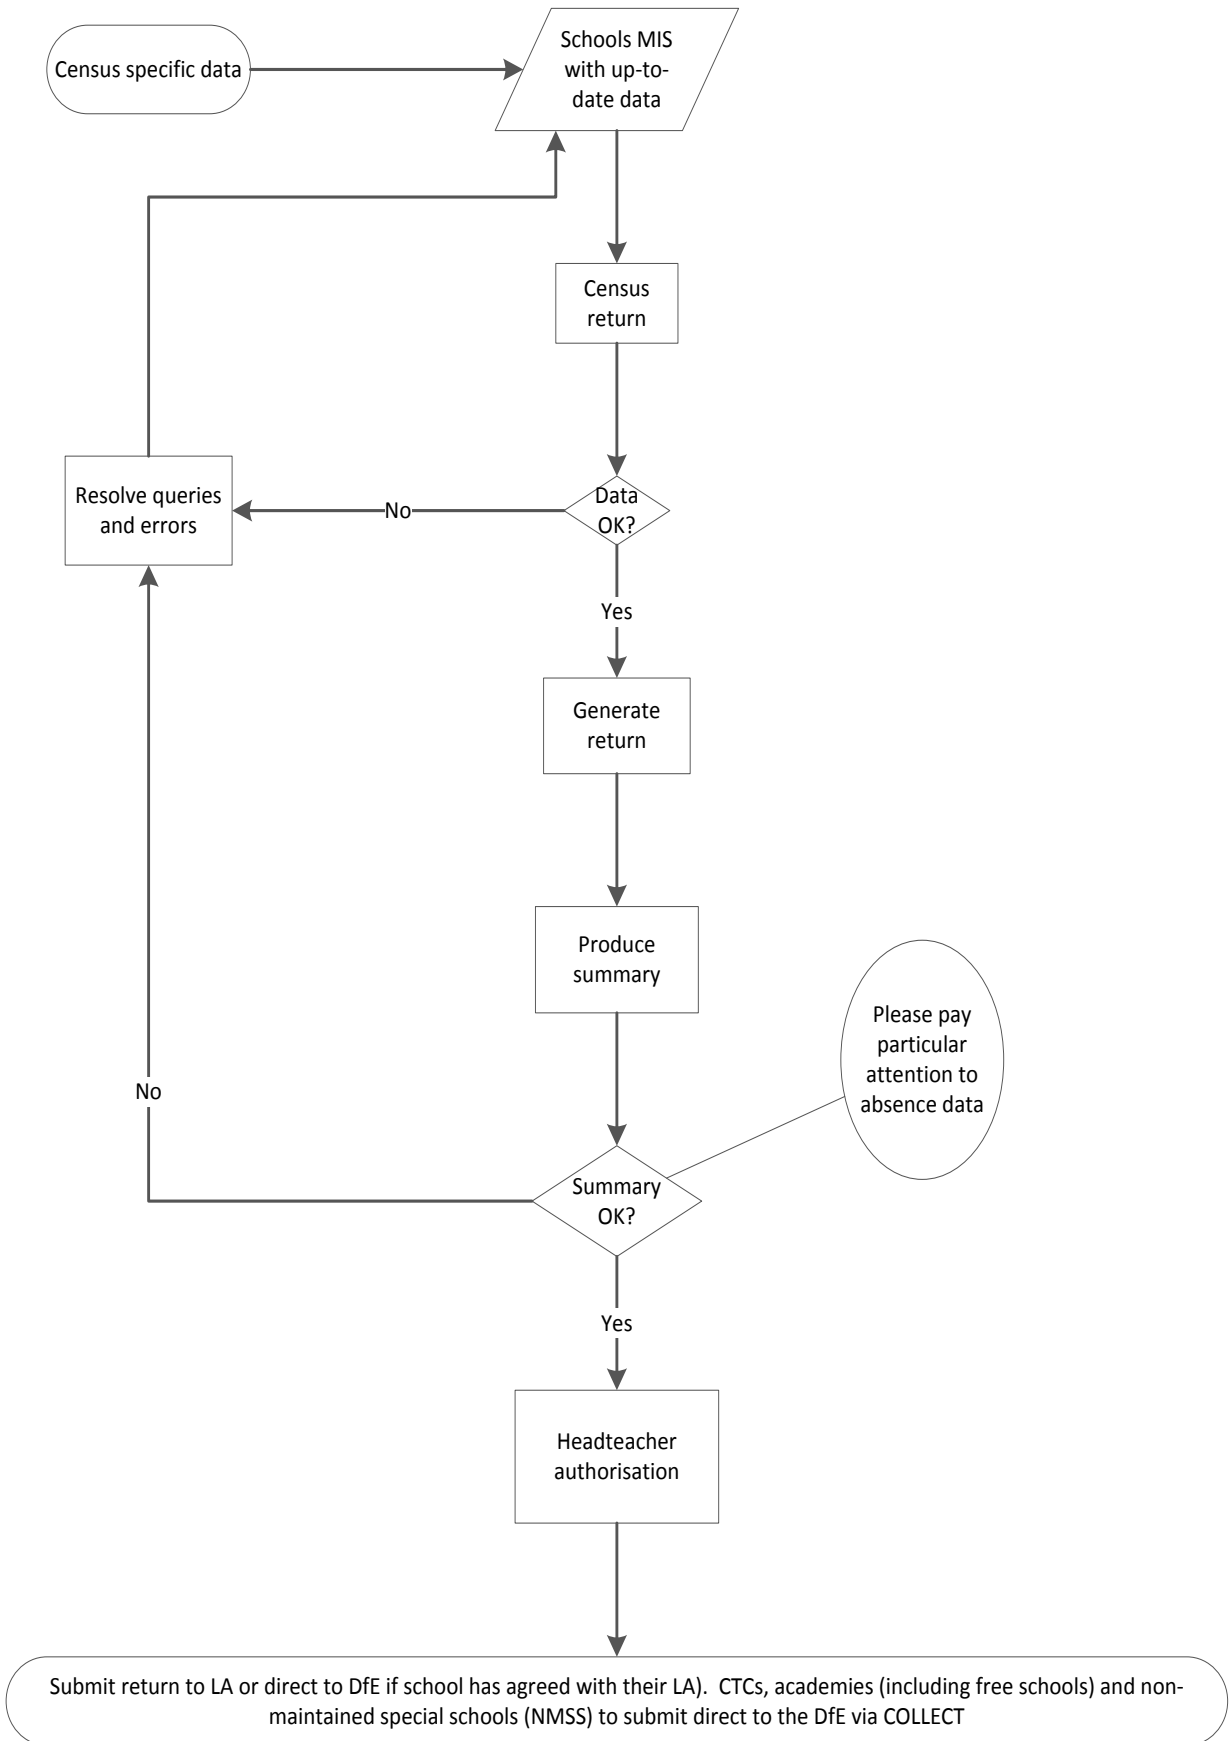 Census specific data
Schools MIS
with up-to-
date data
Census
return
Resolve queries
and errors
No
Data
OK?
Yes
Generate
return
Produce
summary
Please pay
particular
attention to
absence data
No
Summary
OK?
Yes
Headteacher
authorisation
Submit return to LA or direct to DfE if school has agreed with their LA).  CTCs, academies (including free schools) and non-
maintained special schools (NMSS) to submit direct to the DfE via COLLECT